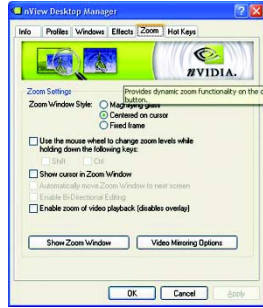 nView Desktop Manager
Info Profiles Windows Effects Zoom Hot Keys
NVIDIA.
Zoom Settings
Provides dynamic zoom functionality on the
button.
Zoom Window Style: Magnifying glass
Centered on cursor
Fixed frame
Use the mouse wheel to change zoom levels while
holding down the following keys:
Shift Ctrl
Show cursor in Zoom Window
Automatically move Zoom Window to next screen
Enable Bi-Directional Editing
Enable zoom of video playback (disables overlay)
Show Zoom Window Video Mirroring Options
OK Cancel Apply